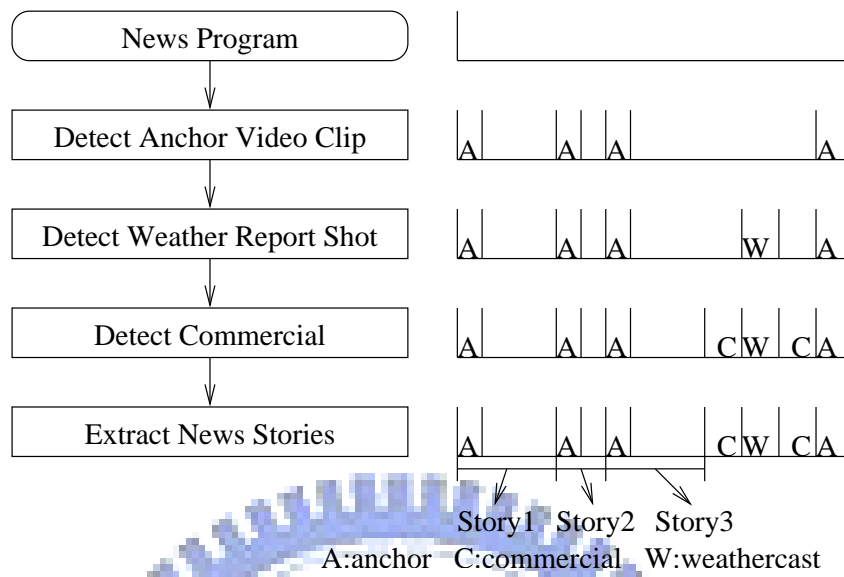 News Program
Detect Anchor Video Clip
A A A A
Detect Weather Report Shot
A A A W A
Detect Commercial
A A A C W C A
Extract News Stories
A A A C W C A
Story1 Story2 Story3
A:anchor C:commercial W:weathercast